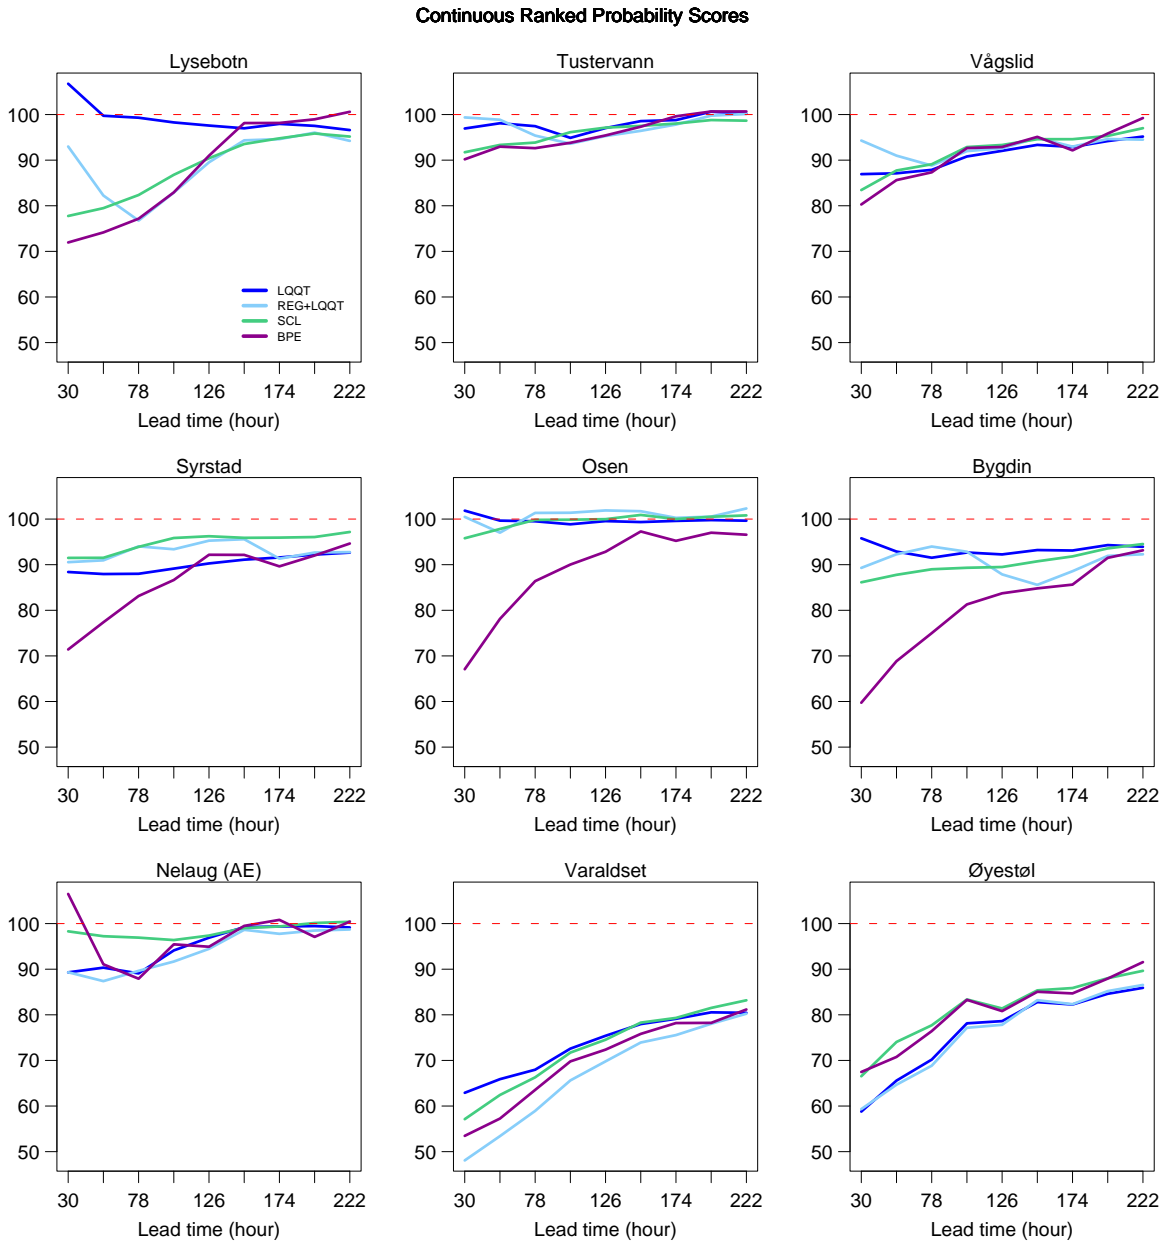 Continuous Ranked Probability Scores
Lysebotn
100
90
80
70
60
50
LQQT
REG+LQQT
SCL
BPE
30 78 126 174 222
Lead time (hour)
Tustervann
100
90
80
70
60
50
30 78 126 174 222
Lead time (hour)
Vågslid
100
90
80
70
60
50
30 78 126 174 222
Lead time (hour)
Syrstad
100
90
80
70
60
50
30 78 126 174 222
Lead time (hour)
Osen
100
90
80
70
60
50
30 78 126 174 222
Lead time (hour)
Bygdin
100
90
80
70
60
50
30 78 126 174 222
Lead time (hour)
Nelaug (AE)
100
90
80
70
60
50
30 78 126 174 222
Lead time (hour)
Varaldset
100
90
80
70
60
50
30 78 126 174 222
Lead time (hour)
Øyestøl
100
90
80
70
60
50
30 78 126 174 222
Lead time (hour)